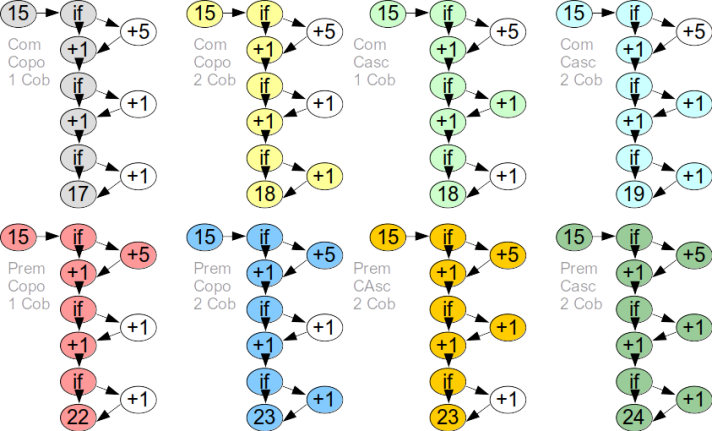 15 if
+5
Com
Copo
1 Cob
+1
if
+1
+1
if
+1
17
15 if
+5
Com
Copo
2 Cob
+1
if
+1
+1
if
+1
18
15 if
+5
Com
Casc
1 Cob
+1
if
+1
+1
if
+1
18
15 if
+5
Com
Casc
2 Cob
+1
if
+1
+1
if
+1
19
15 if
+5
Prem
Copo
1 Cob
+1
if
+1
+1
if
+1
22
15 if
+5
Prem
Copo
2 Cob
+1
if
+1
+1
if
+1
23
15 if
+5
Prem
CAsc
2 Cob
+1
if
+1
+1
if
+1
23
15 if
+5
Prem
Casc
2 Cob
+1
if
+1
+1
if
+1
24